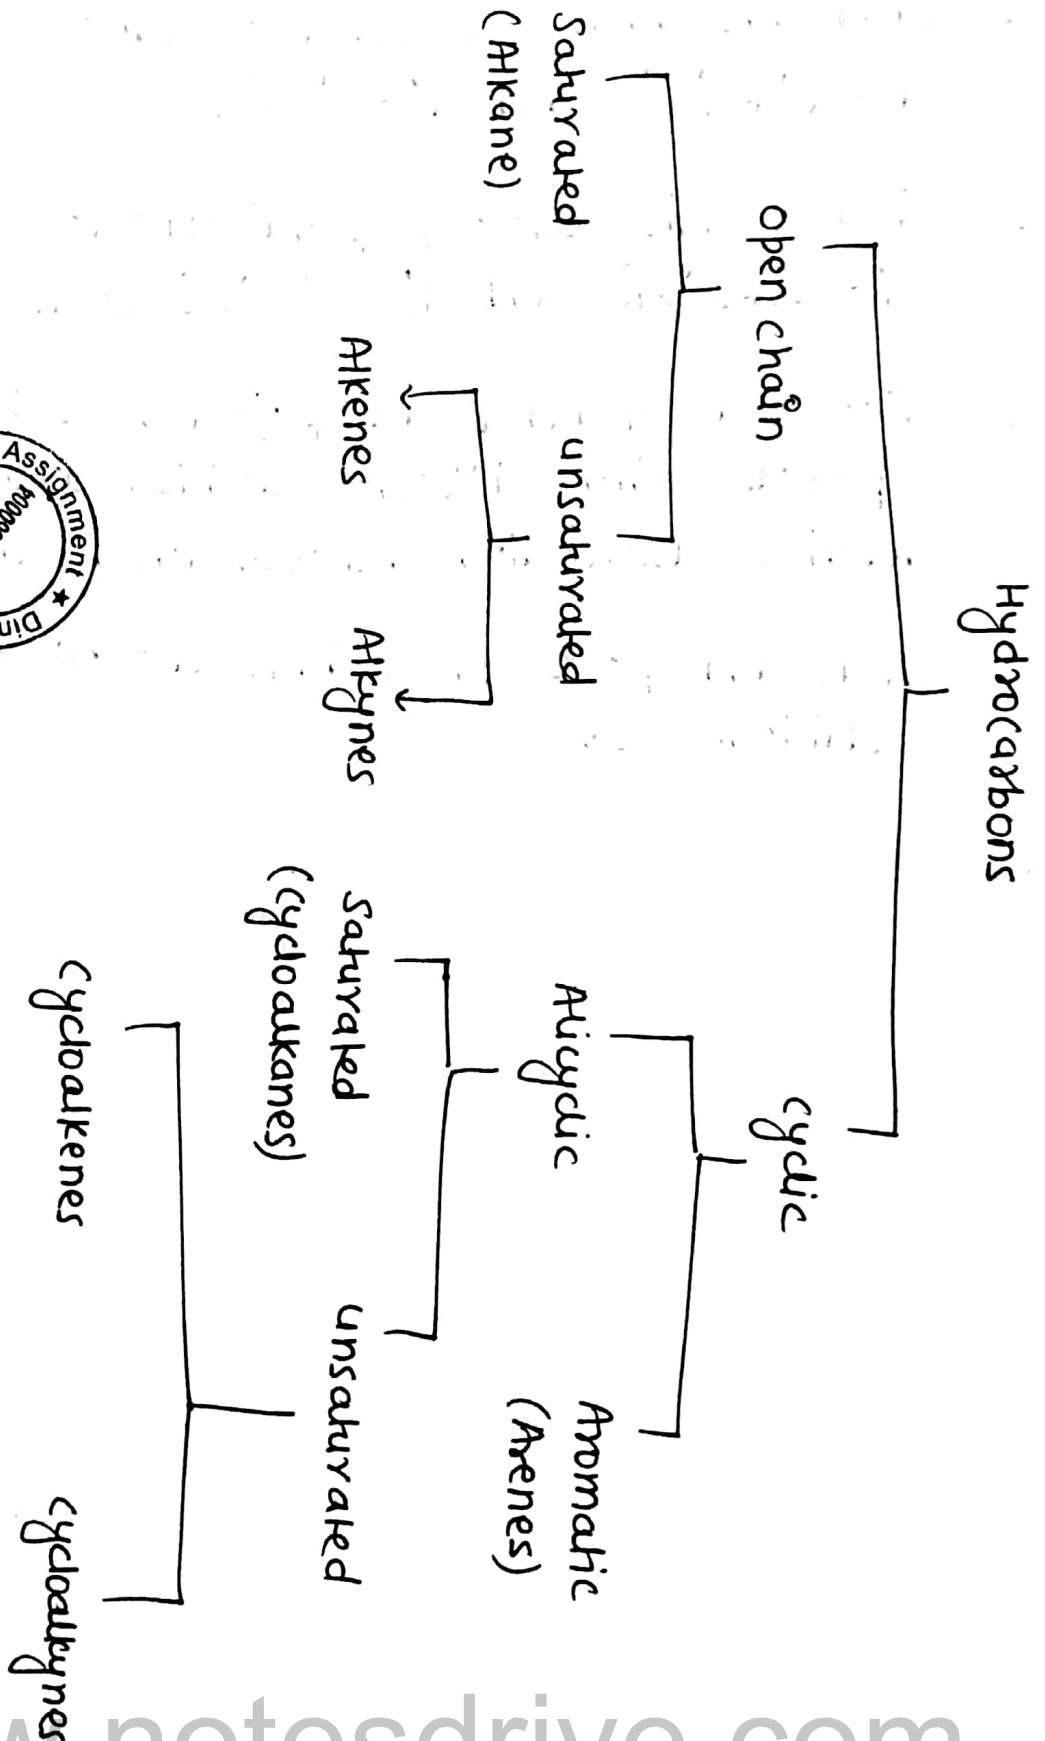 Hydrocarbons
open chain
cyclic
Saturated
(Alkane)
unsaturated
Alicyclic
Aromatic
(Arenes)
Alkenes
Alkynes
Saturated
(cycloalkanes)
unsaturated
cycloalkenes
cycloalkynes
Assignment ★
notesdrive.com